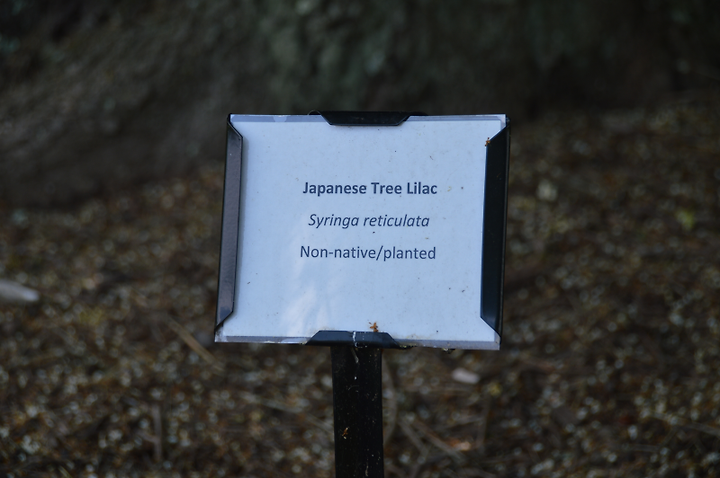 Japanese Tree Lilac
Syringa reticulata
Non-native/planted